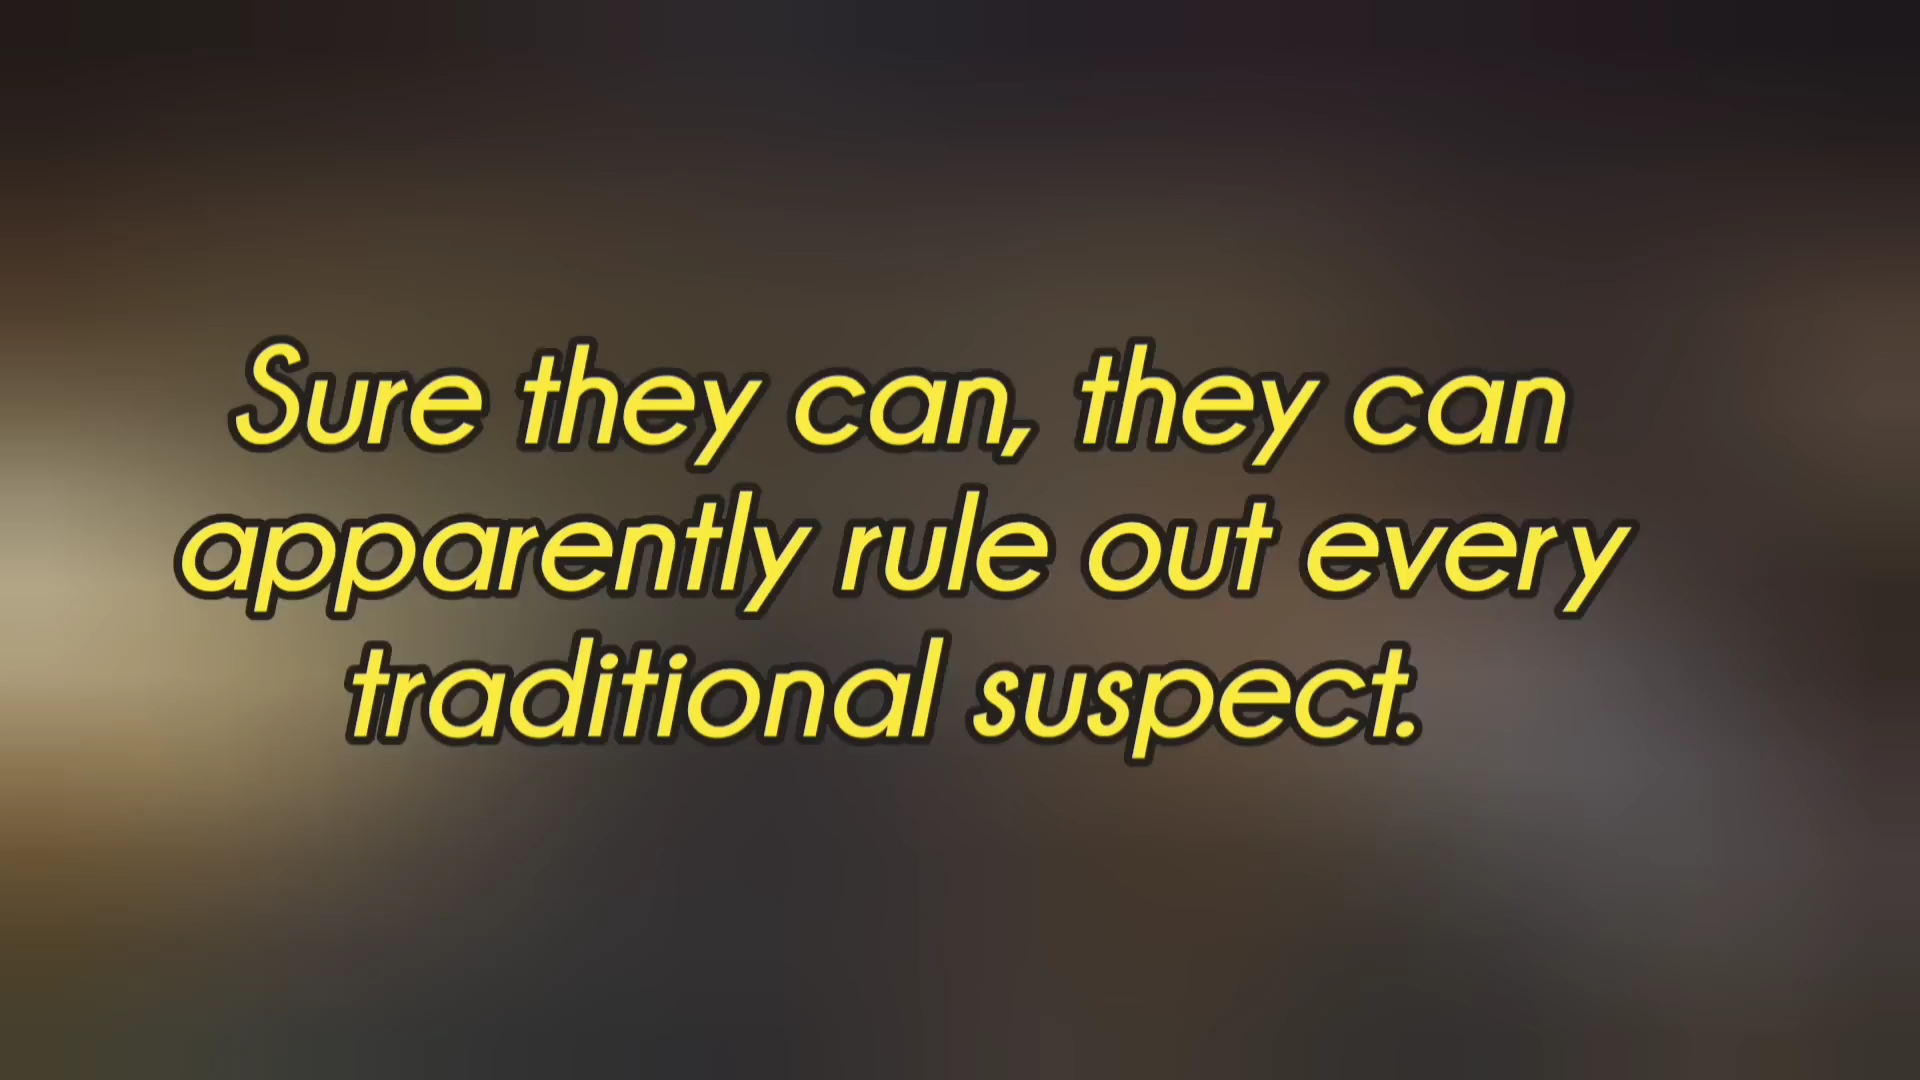 Sure they can, they can
apparently rule out every
traditional suspect.